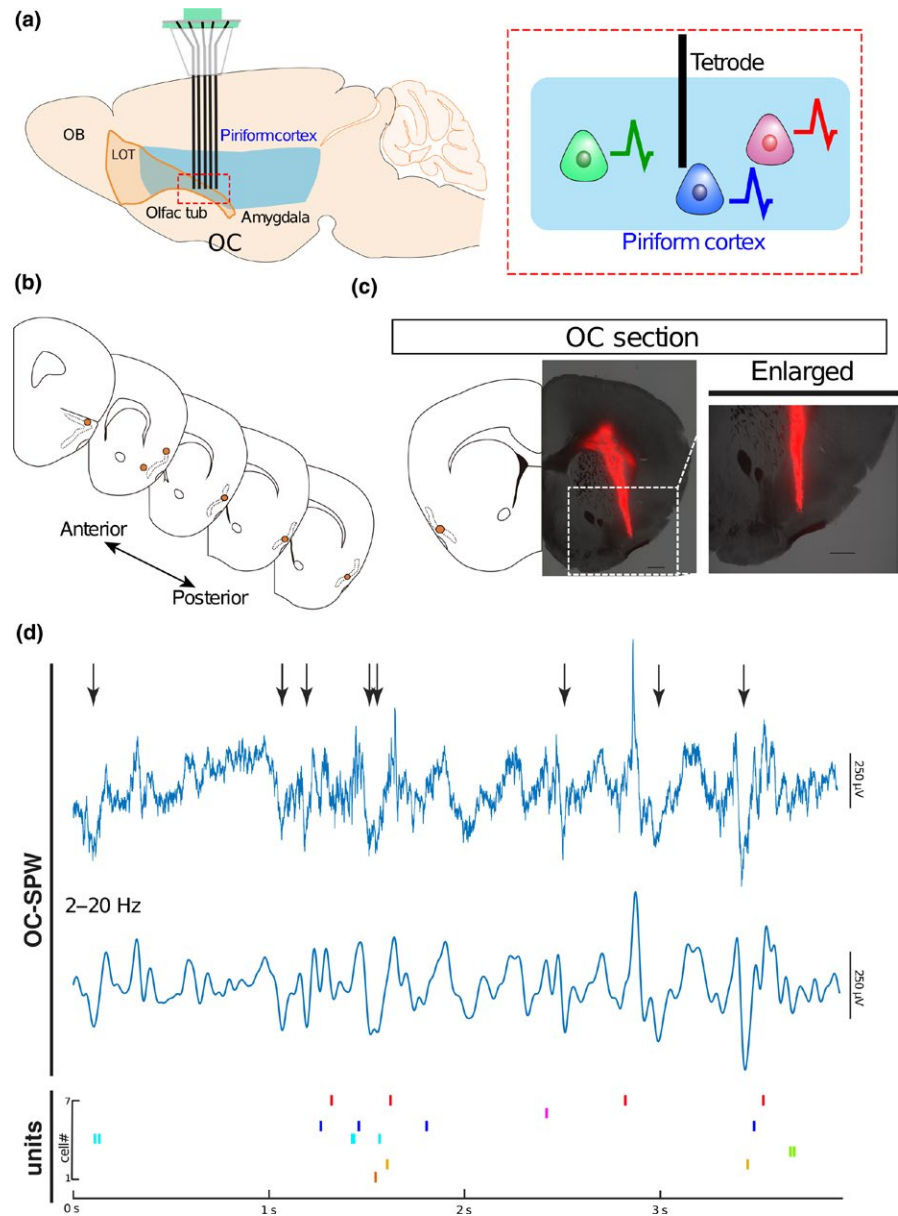 (a)
OB
LOT
Piriformcortex
Olfac tub
Amygdala
OC
Tetrode
Piriform cortex
(b)
Anterior
Posterior
(c)
OC section
Enlarged
(d)
OC-SPW
250 µV
2–20 Hz
250 µV
units
cell#
7
1
0 s
1 s
2 s
3 s